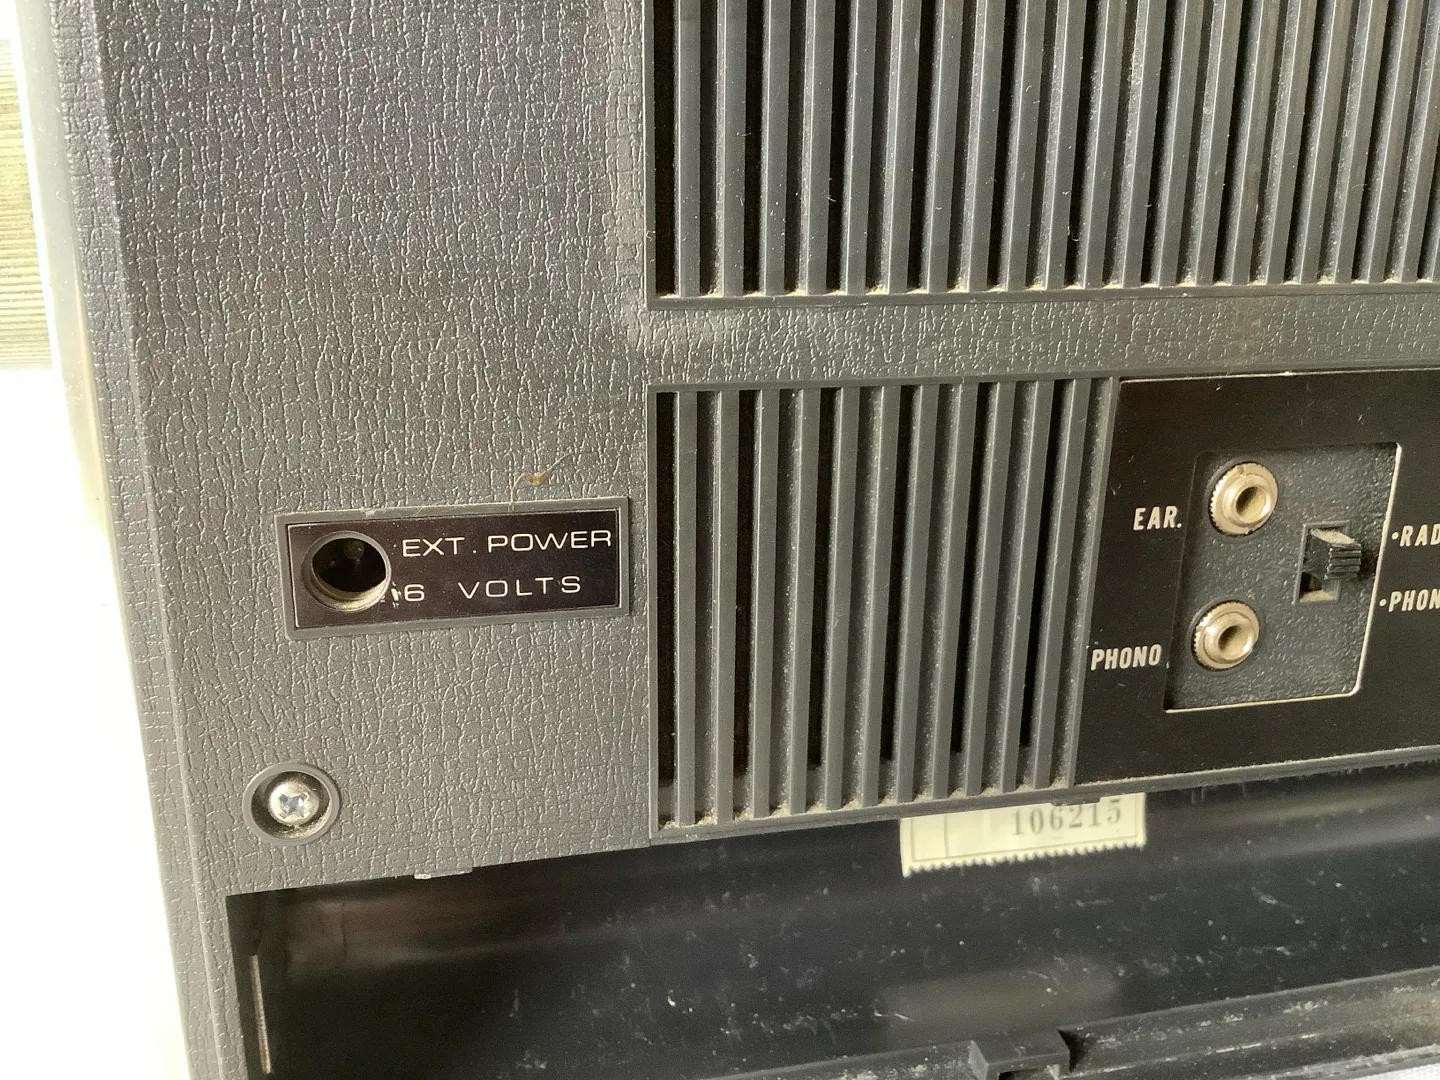 EXT. POWER
6 VOLTS
EAR.
PHONO
106215